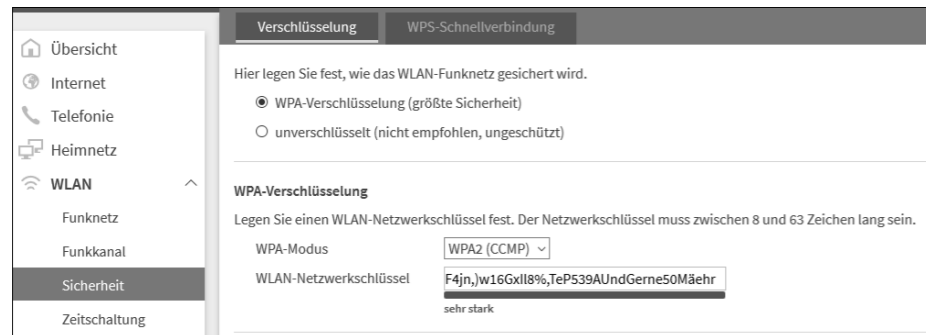 Verschlüsselung
WPS-Schnellverbindung
Übersicht
Internet
Telefonie
Heimnetz
WLAN
Funknetz
Funkkanal
Sicherheit
Zeitschaltung
Hier legen Sie fest, wie das WLAN-Funknetz gesichert wird.
WPA-Verschlüsselung (größte Sicherheit)
unverschlüsselt (nicht empfohlen, ungeschützt)
WPA-Verschlüsselung
Legen Sie einen WLAN-Netzwerkschlüssel fest. Der Netzwerkschlüssel muss zwischen 8 und 63 Zeichen lang sein.
WPA-Modus
WPA2 (CCMP)
WLAN-Netzwerkschlüssel
F4jn,)w16GxIl8%,TeP539AUndGerne50Mäehr
sehr stark